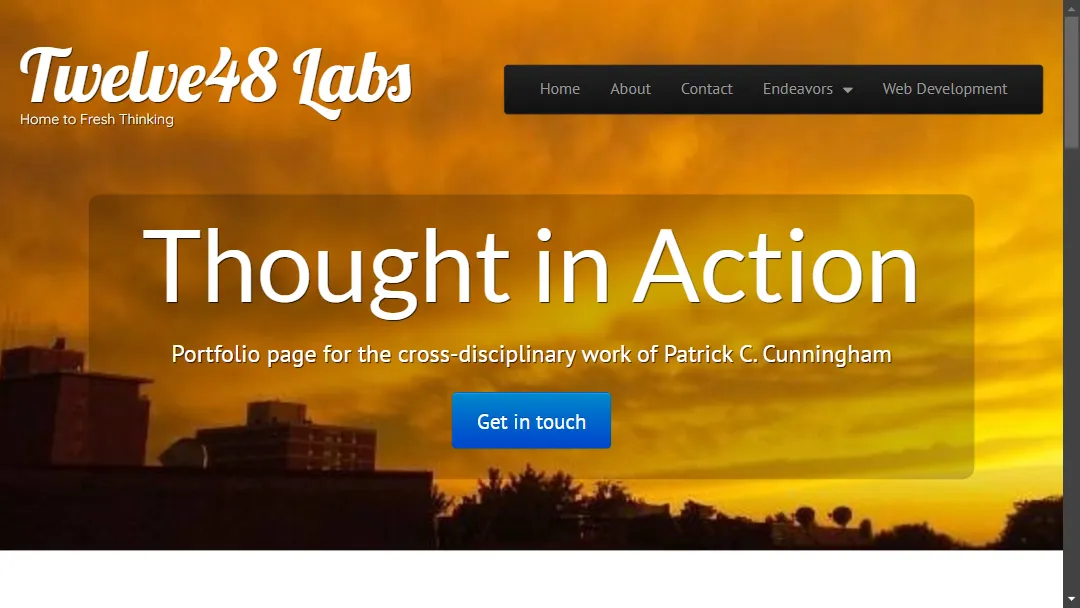 Twelve48 Labs
Home to Fresh Thinking
Home About Contact Endeavors Web Development
Thought in Action
Portfolio page for the cross-disciplinary work of Patrick C. Cunningham
Get in touch